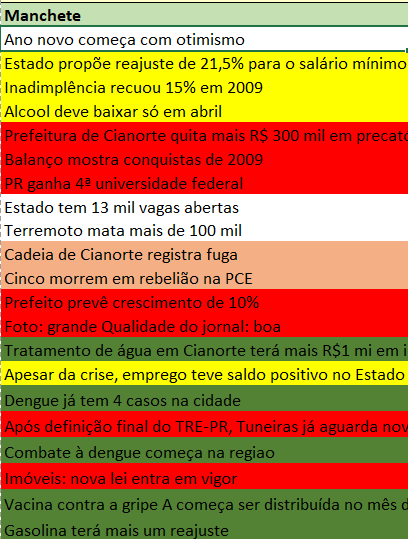 Manchete
Ano novo começa com otimismo
Estado propõe reajuste de 21,5% para o salário mínimo
Inadimplência recuou 15% em 2009
Alcool deve baixar só em abril
Prefeitura de Cianorte quita mais R$ 300 mil em precato
Balanço mostra conquistas de 2009
PR ganha 4ª universidade federal
Estado tem 13 mil vagas abertas
Terremoto mata mais de 100 mil
Cadeia de Cianorte registra fuga
Cinco morrem em rebelião na PCE
Prefeito prevê crescimento de 10%
Foto: grande Qualidade do jornal: boa
Tratamento de água em Cianorte terá mais R$1 mi em i
Apesar da crise, emprego teve saldo positivo no Estado
Dengue já tem 4 casos na cidade
Após definição final do TRE-PR, Tuneiras já aguarda nov
Combate à dengue começa na regiao
Imóveis: nova lei entra em vigor
Vacina contra a gripe A começa ser distribuída no mês d
Gasolina terá mais um reajuste